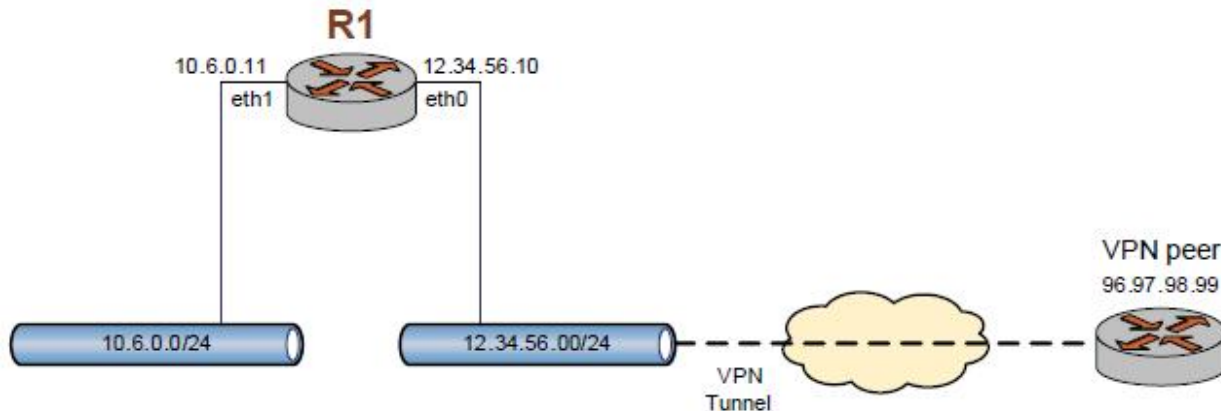 R1
10.6.0.11
12.34.56.10
eth1
eth0
VPN peer
96.97.98.99
10.6.0.0/24
12.34.56.00/24
VPN
Tunnel